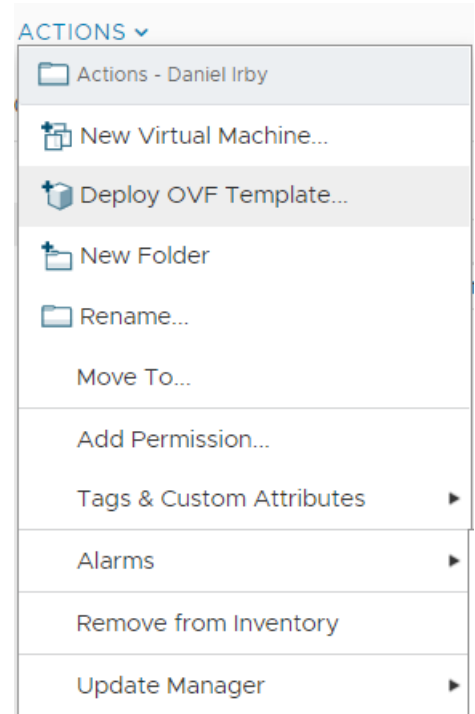 ACTIONS
Actions - Daniel Irby
New Virtual Machine...
Deploy OVF Template...
New Folder
Rename...
Move To...
Add Permission...
Tags & Custom Attributes
Alarms
Remove from Inventory
Update Manager